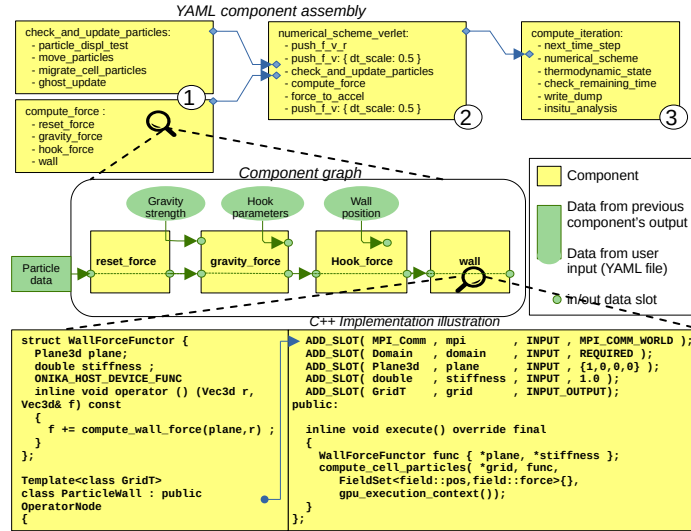 YAML component assembly
check_and_update_particles:
- particle_displ_test
- move_particles
- migrate_cell_particles
- ghost_update
1
compute_force :
- reset_force
- gravity_force
- hook_force
- wall
numerical_scheme_verlet:
- push_f_v_r
- push_f_v: { dt_scale: 0.5 }
- check_and_update_particles
- compute_force
- force_to_accel
- push_f_v: { dt_scale: 0.5 }
2
compute_iteration:
- next_time_step
- numerical_scheme
- thermodynamic_state
- check_remaining_time
- write_dump
- insitu_analysis
3
Component graph
Gravity
strength
Hook
parameters
Wall
position
Particle
data
reset_force
gravity_force
Hook_force
wall
Component
Data from previous
component's output
Data from user
input (YAML file)
In/out data slot
C++ Implementation illustration
struct WallForceFunctor {
Plane3d plane;
double stiffness ;
ONIKA_HOST_DEVICE_FUNC
inline void operator () (Vec3d r,
Vec3d& f) const
{
f += compute_wall_force(plane,r) ;
}
};
Template<class GridT>
class ParticleWall : public
OperatorNode
{
ADD_SLOT( MPI_Comm , mpi , INPUT , MPI_COMM_WORLD );
ADD_SLOT( Domain , domain , INPUT , REQUIRED );
ADD_SLOT( Plane3d , plane , INPUT , {1,0,0,0} );
ADD_SLOT( double , stiffness , INPUT , 1.0 );
ADD_SLOT( GridT , grid , INPUT_OUTPUT);
public:
inline void execute() override final
{
WallForceFunctor func { *plane, *stiffness };
compute_cell_particles( *grid, func,
FieldSet<field::pos,field::force>{},
gpu_execution_context());
}
};